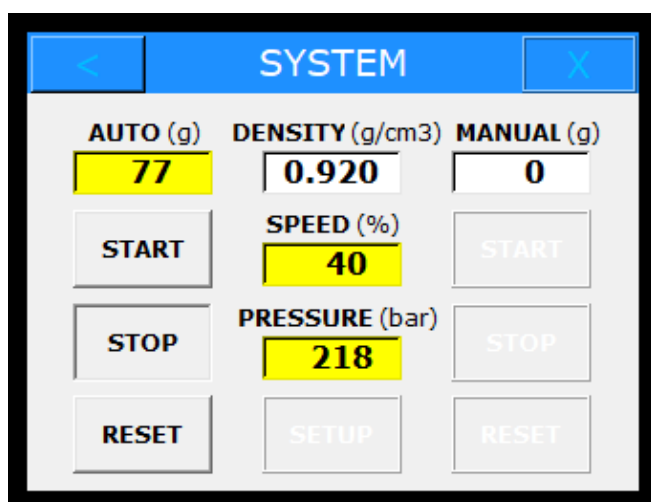 < SYSTEM X
AUTO (g) DENSITY (g/cm3) MANUAL (g)
77 0.920 0
START SPEED (%) START
40
STOP PRESSURE (bar) STOP
218
RESET SETUP RESET